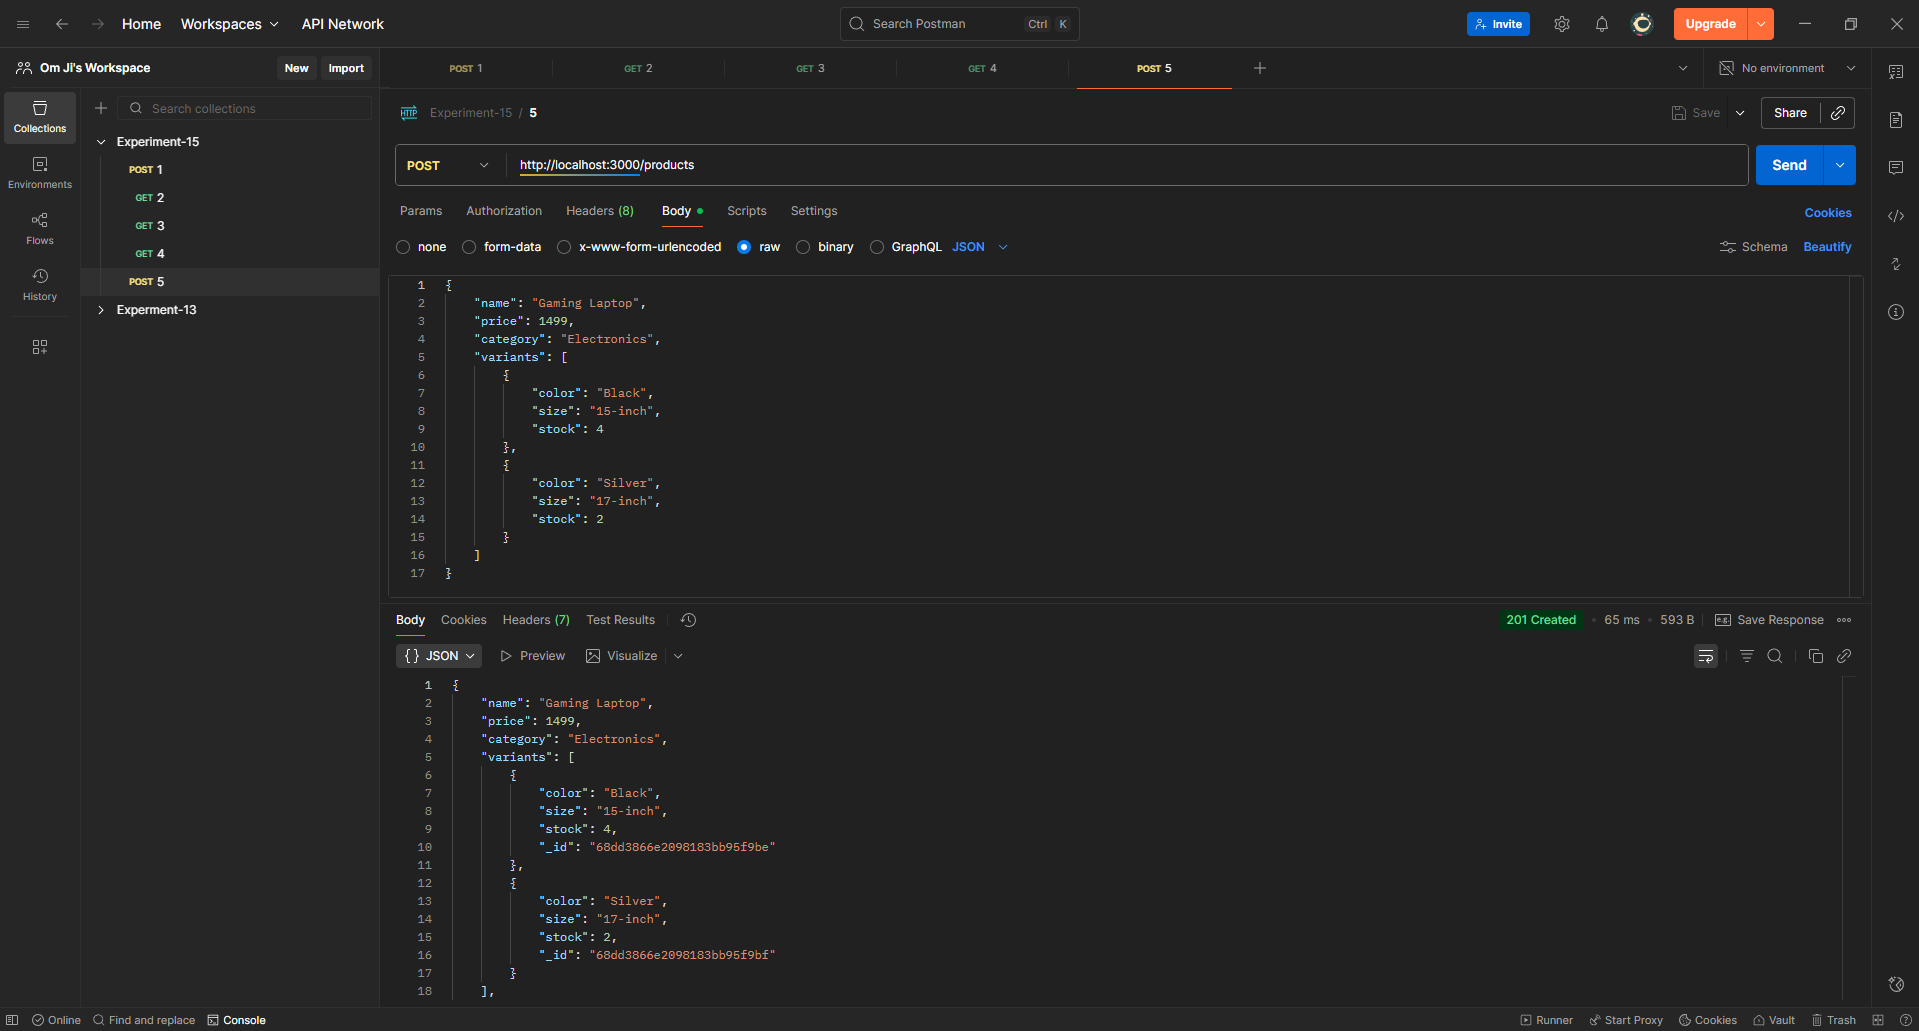 Home Workspaces API Network Search Postman Ctrl K Invite Upgrade
Om Ji's Workspace New Import POST 1 GET 2 GET 3 GET 4 POST 5 No environment
Search collections
Collections
Environments
Flows
History
Experiment-15
POST 1
GET 2
GET 3
GET 4
POST 5
Experment-13
HTTP Experiment-15 / 5 Save Share
POST http://localhost:3000/products Send
Params Authorization Headers (8) Body Scripts Settings Cookies
none form-data x-www-form-urlencoded raw binary GraphQL JSON Schema Beautify
1 {
2 "name": "Gaming Laptop",
3 "price": 1499,
4 "category": "Electronics",
5 "variants": [
6 {
7 "color": "Black",
8 "size": "15-inch",
9 "stock": 4
10 },
11 {
12 "color": "Silver",
13 "size": "17-inch",
14 "stock": 2
15 }
16 ]
17 }
Body Cookies Headers (7) Test Results 201 Created 65 ms 593 B e.g. Save Response
{} JSON Preview Visualize
1 {
2 "name": "Gaming Laptop",
3 "price": 1499,
4 "category": "Electronics",
5 "variants": [
6 {
7 "color": "Black",
8 "size": "15-inch",
9 "stock": 4,
10 "_id": "68dd3866e2098183bb95f9be"
11 },
12 {
13 "color": "Silver",
14 "size": "17-inch",
15 "stock": 2,
16 "_id": "68dd3866e2098183bb95f9bf"
17 }
18 ],
Online Find and replace Console Runner Start Proxy Cookies Vault Trash